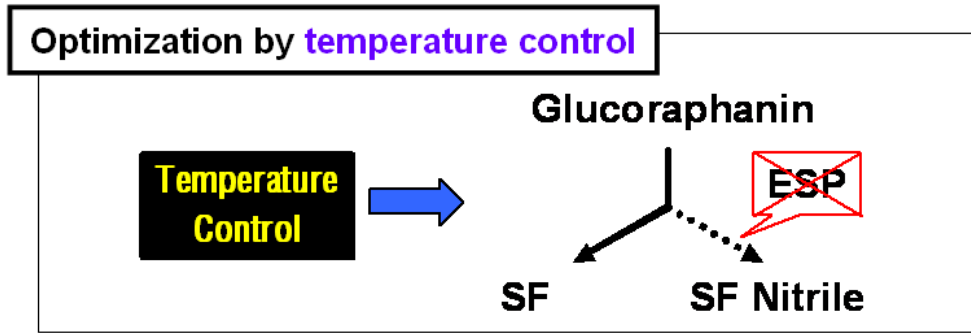 Optimization by temperature control
Glucoraphanin
Temperature
Control
ESP
SF
SF Nitrile